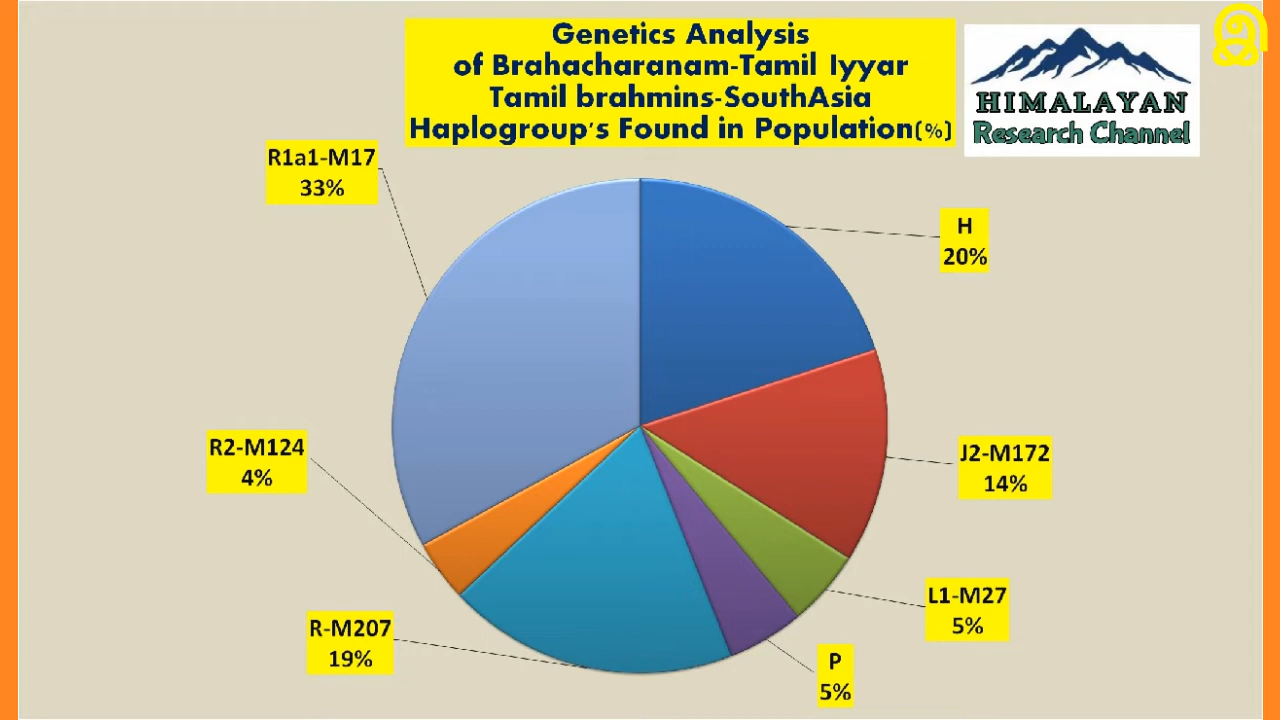 Genetics Analysis
of Brahacharanam-Tamil Iyyar
Tamil brahmins-SouthAsia
Haplogroup's Found in Population(%)
HIMALAYAN
Research Channel
R1a1-M17
33%
H
20%
R2-M124
4%
J2-M172
14%
L1-M27
5%
R-M207
19%
P
5%